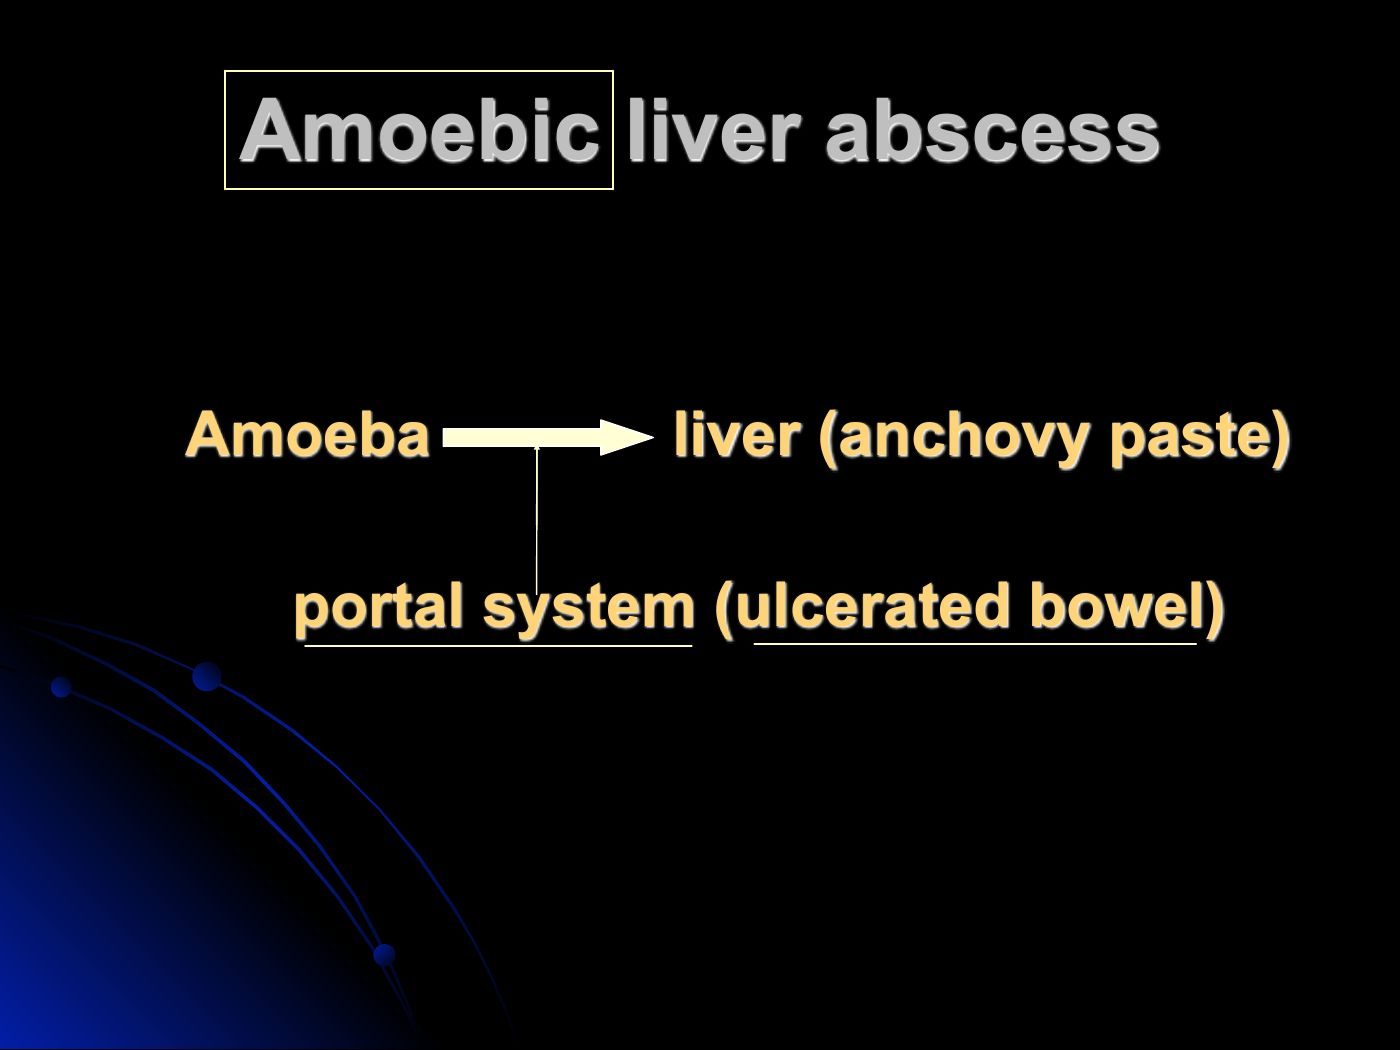 Amoebic liver abscess
Amoeba liver (anchovy paste)
portal system (ulcerated bowel)